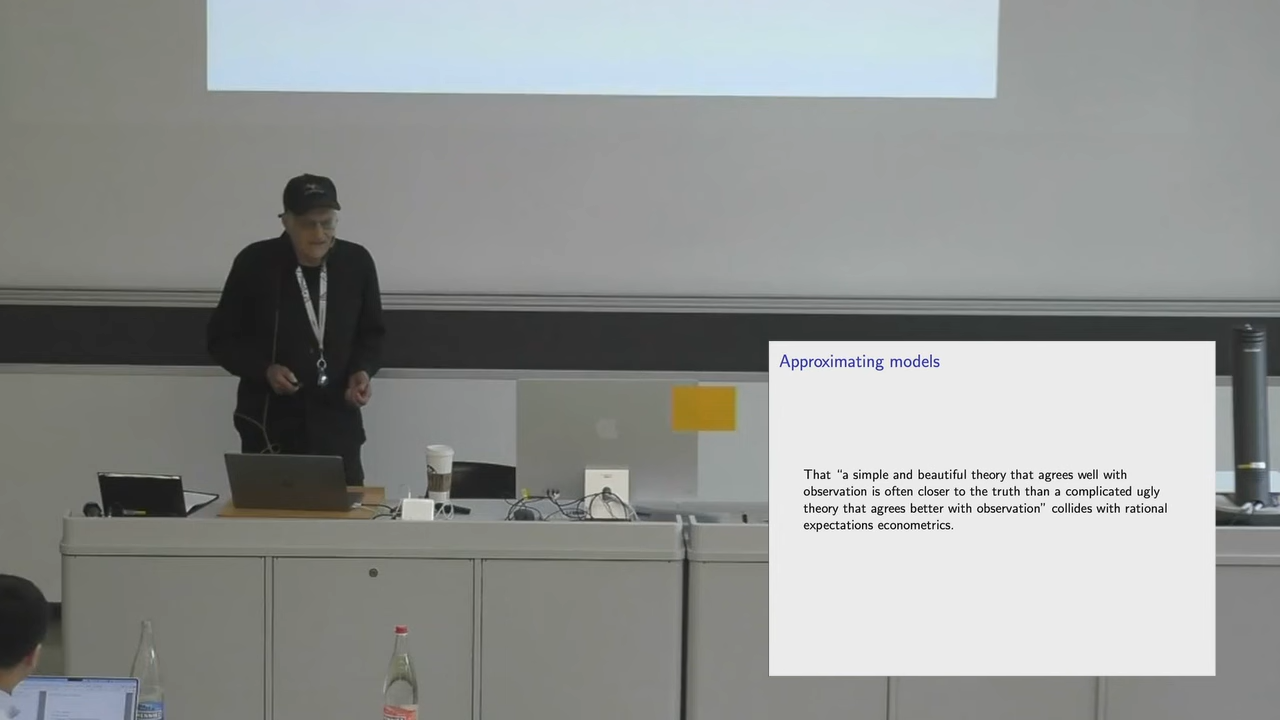 Approximating models
That “a simple and beautiful theory that agrees well with
observation is often closer to the truth than a complicated ugly
theory that agrees better with observation” collides with rational
expectations econometrics.